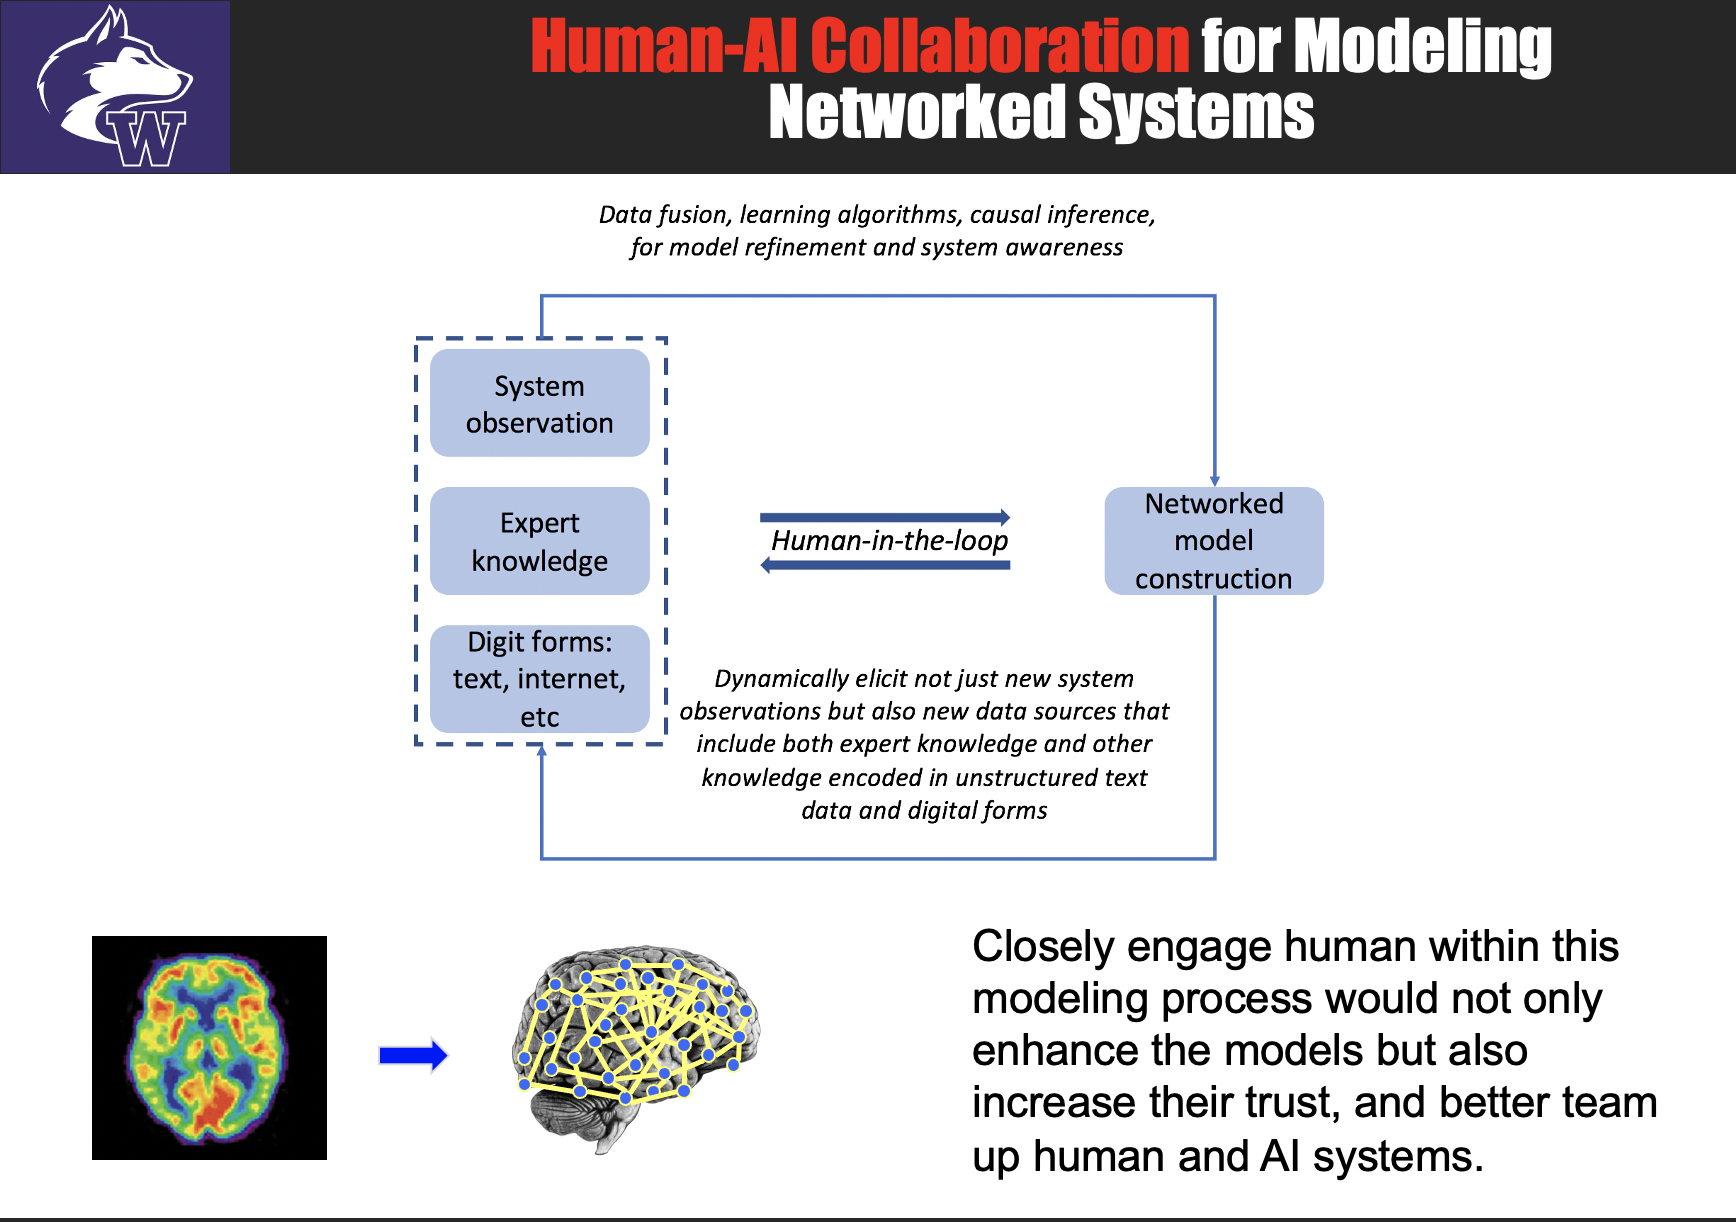 W
Human-AI Collaboration for Modeling
Networked Systems
Data fusion, learning algorithms, causal inference,
for model refinement and system awareness
System
observation
Expert
knowledge
Digit forms:
text, internet,
etc
Human-in-the-loop
Networked
model
construction
Dynamically elicit not just new system
observations but also new data sources that
include both expert knowledge and other
knowledge encoded in unstructured text
data and digital forms
Closely engage human within this
modeling process would not only
enhance the models but also
increase their trust, and better team
up human and AI systems.